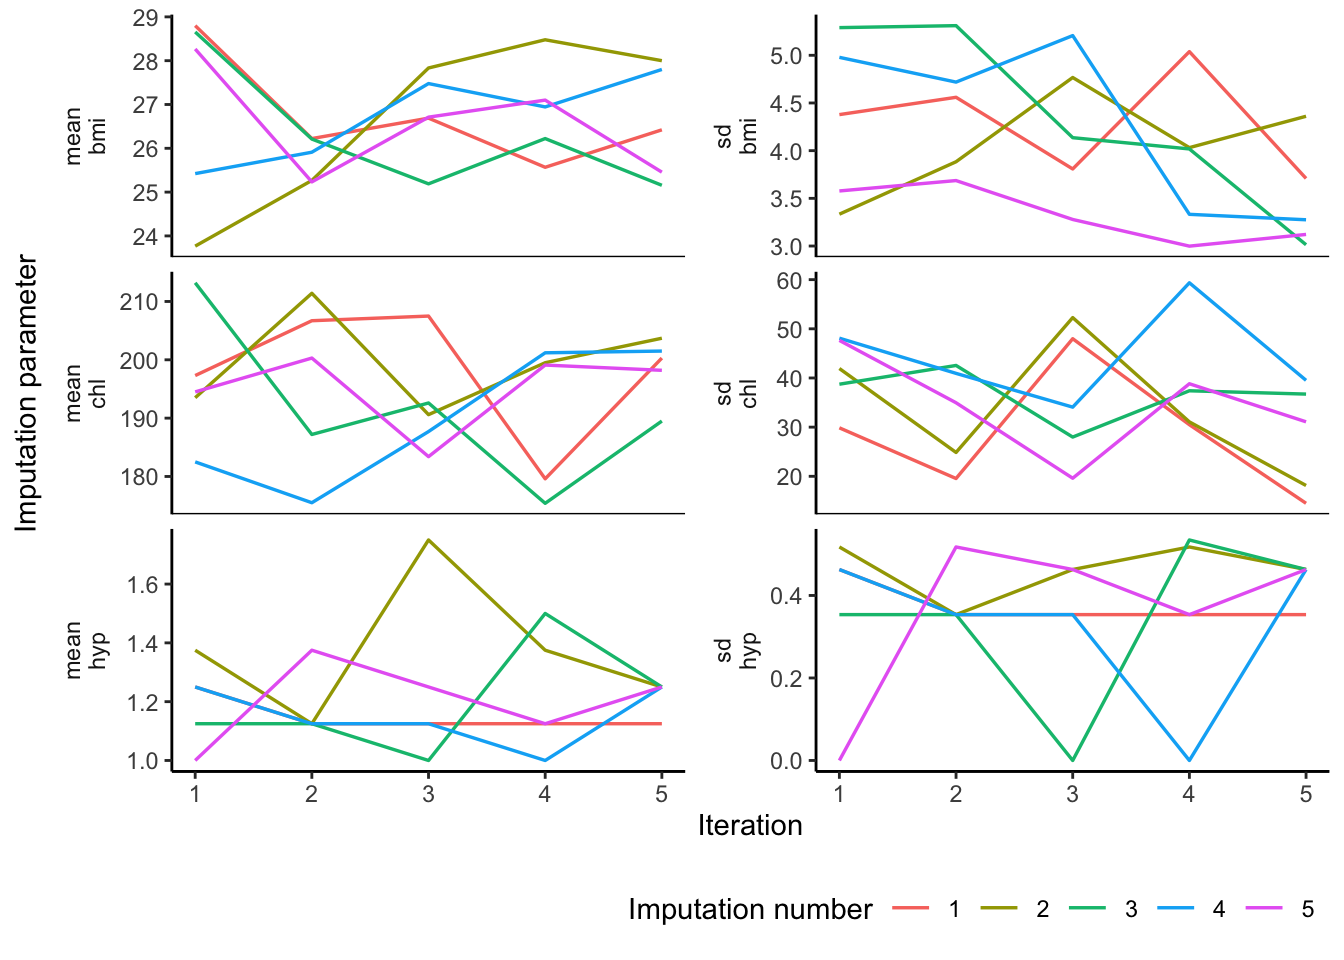 Imputation parameter
mean
bmi
29
28
27
26
25
24
sd
bmi
5.0
4.5
4.0
3.5
3.0
mean
chl
210
200
190
180
sd
chl
60
50
40
30
20
mean
hyp
1.6
1.4
1.2
1.0
sd
hyp
0.4
0.2
0.0
1 2 3 4 5
1 2 3 4 5
Iteration
Imputation number 1 2 3 4 5